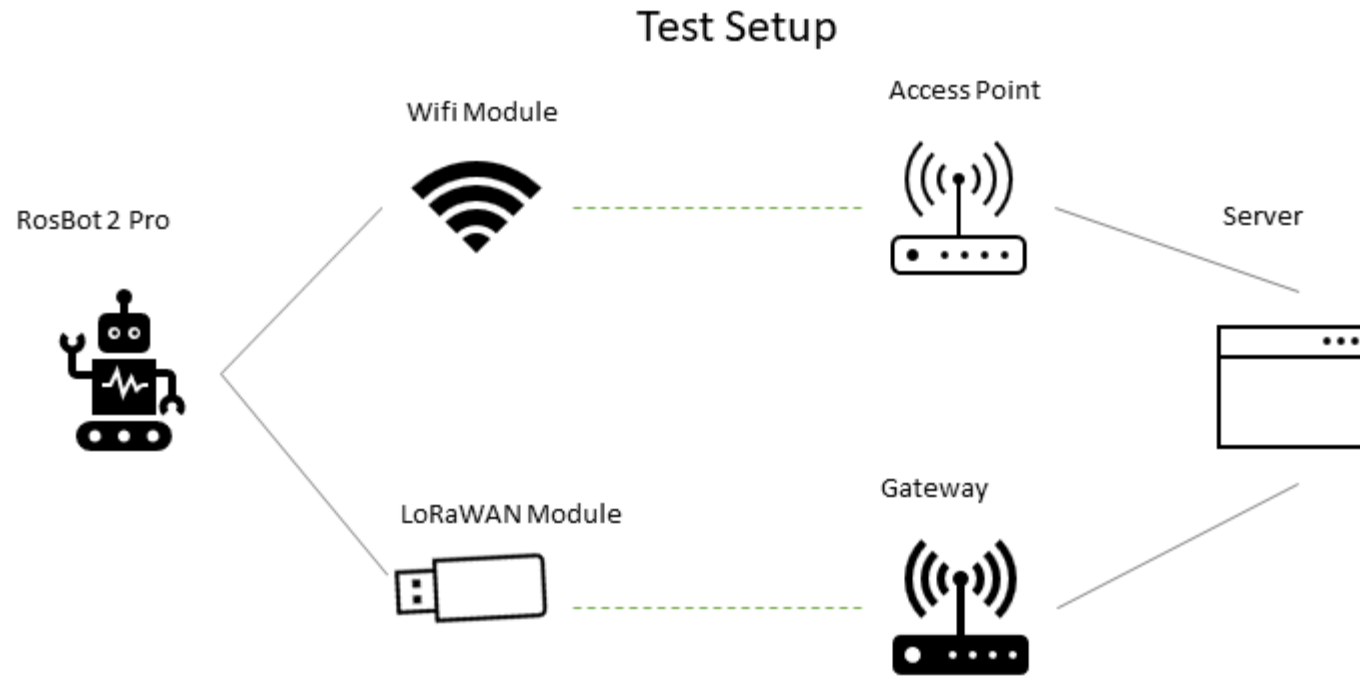 Test Setup
Access Point
Wifi Module
RosBot 2 Pro
Server
Gateway
LoRaWAN Module